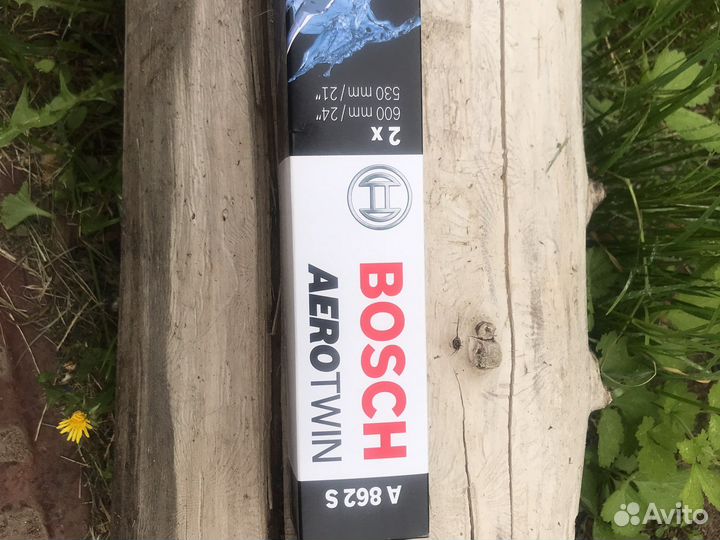 2 x
600 mm/24"
530 mm/21"
BOSCH
AEROTWIN
A 862 S
Avito